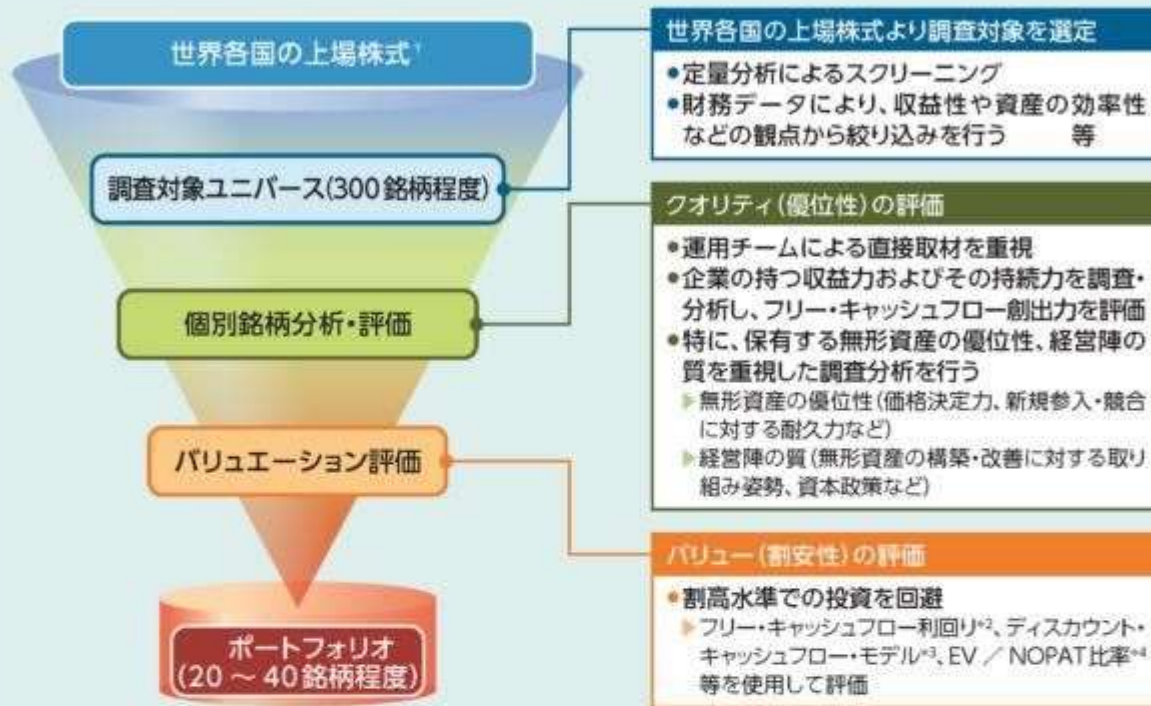 世界各国の上場株式*1
調査対象ユニバース(300銘柄程度)
個別銘柄分析・評価
バリュエーション評価
ポートフォリオ
(20 ～ 40銘柄程度)
世界各国の上場株式より調査対象を選定
●定量分析によるスクリーニング
●財務データにより、収益性や資産の効率性
などの観点から絞り込みを行う 等
クオリティ(優位性)の評価
●運用チームによる直接取材を重視
●企業の持つ収益力およびその持続力を調査・
分析し、フリー・キャッシュフロー創出力を評価
●特に、保有する無形資産の優位性、経営陣の
質を重視した調査分析を行う
▶無形資産の優位性(価格決定力、新規参入・競合
に対する耐久力など)
▶経営陣の質(無形資産の構築・改善に対する取り
組み姿勢、資本政策など)
バリュー(割安性)の評価
●割高水準での投資を回避
▶フリー・キャッシュフロー利回り*2、ディスカウント・
キャッシュフロー・モデル*3、EV ／ NOPAT比率*4
等を使用して評価